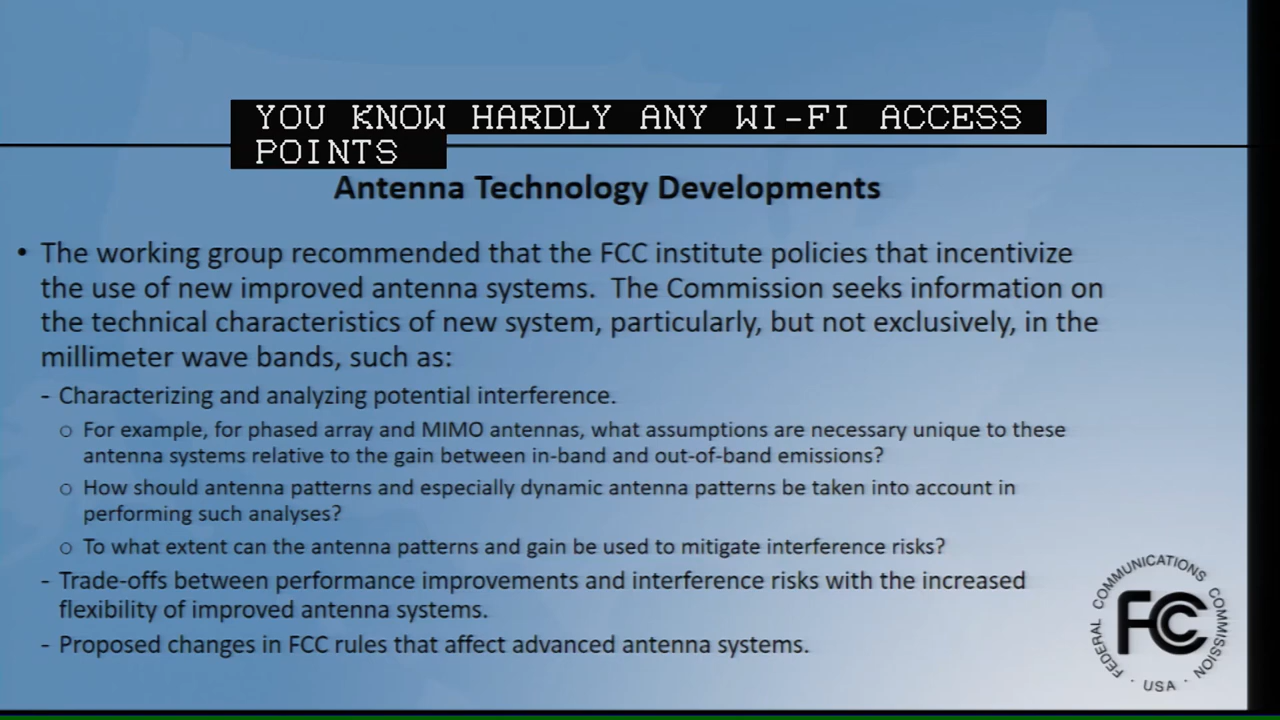 YOU KNOW HARDLY ANY WI-FI ACCESS
POINTS
Antenna Technology Developments
• The working group recommended that the FCC institute policies that incentivize
the use of new improved antenna systems. The Commission seeks information on
the technical characteristics of new system, particularly, but not exclusively, in the
millimeter wave bands, such as:
- Characterizing and analyzing potential interference.
o For example, for phased array and MIMO antennas, what assumptions are necessary unique to these
antenna systems relative to the gain between in-band and out-of-band emissions?
o How should antenna patterns and especially dynamic antenna patterns be taken into account in
performing such analyses?
o To what extent can the antenna patterns and gain be used to mitigate interference risks?
- Trade-offs between performance improvements and interference risks with the increased
flexibility of improved antenna systems.
- Proposed changes in FCC rules that affect advanced antenna systems.
FEDERAL COMMUNICATIONS COMMISSION
FCC
· USA ·